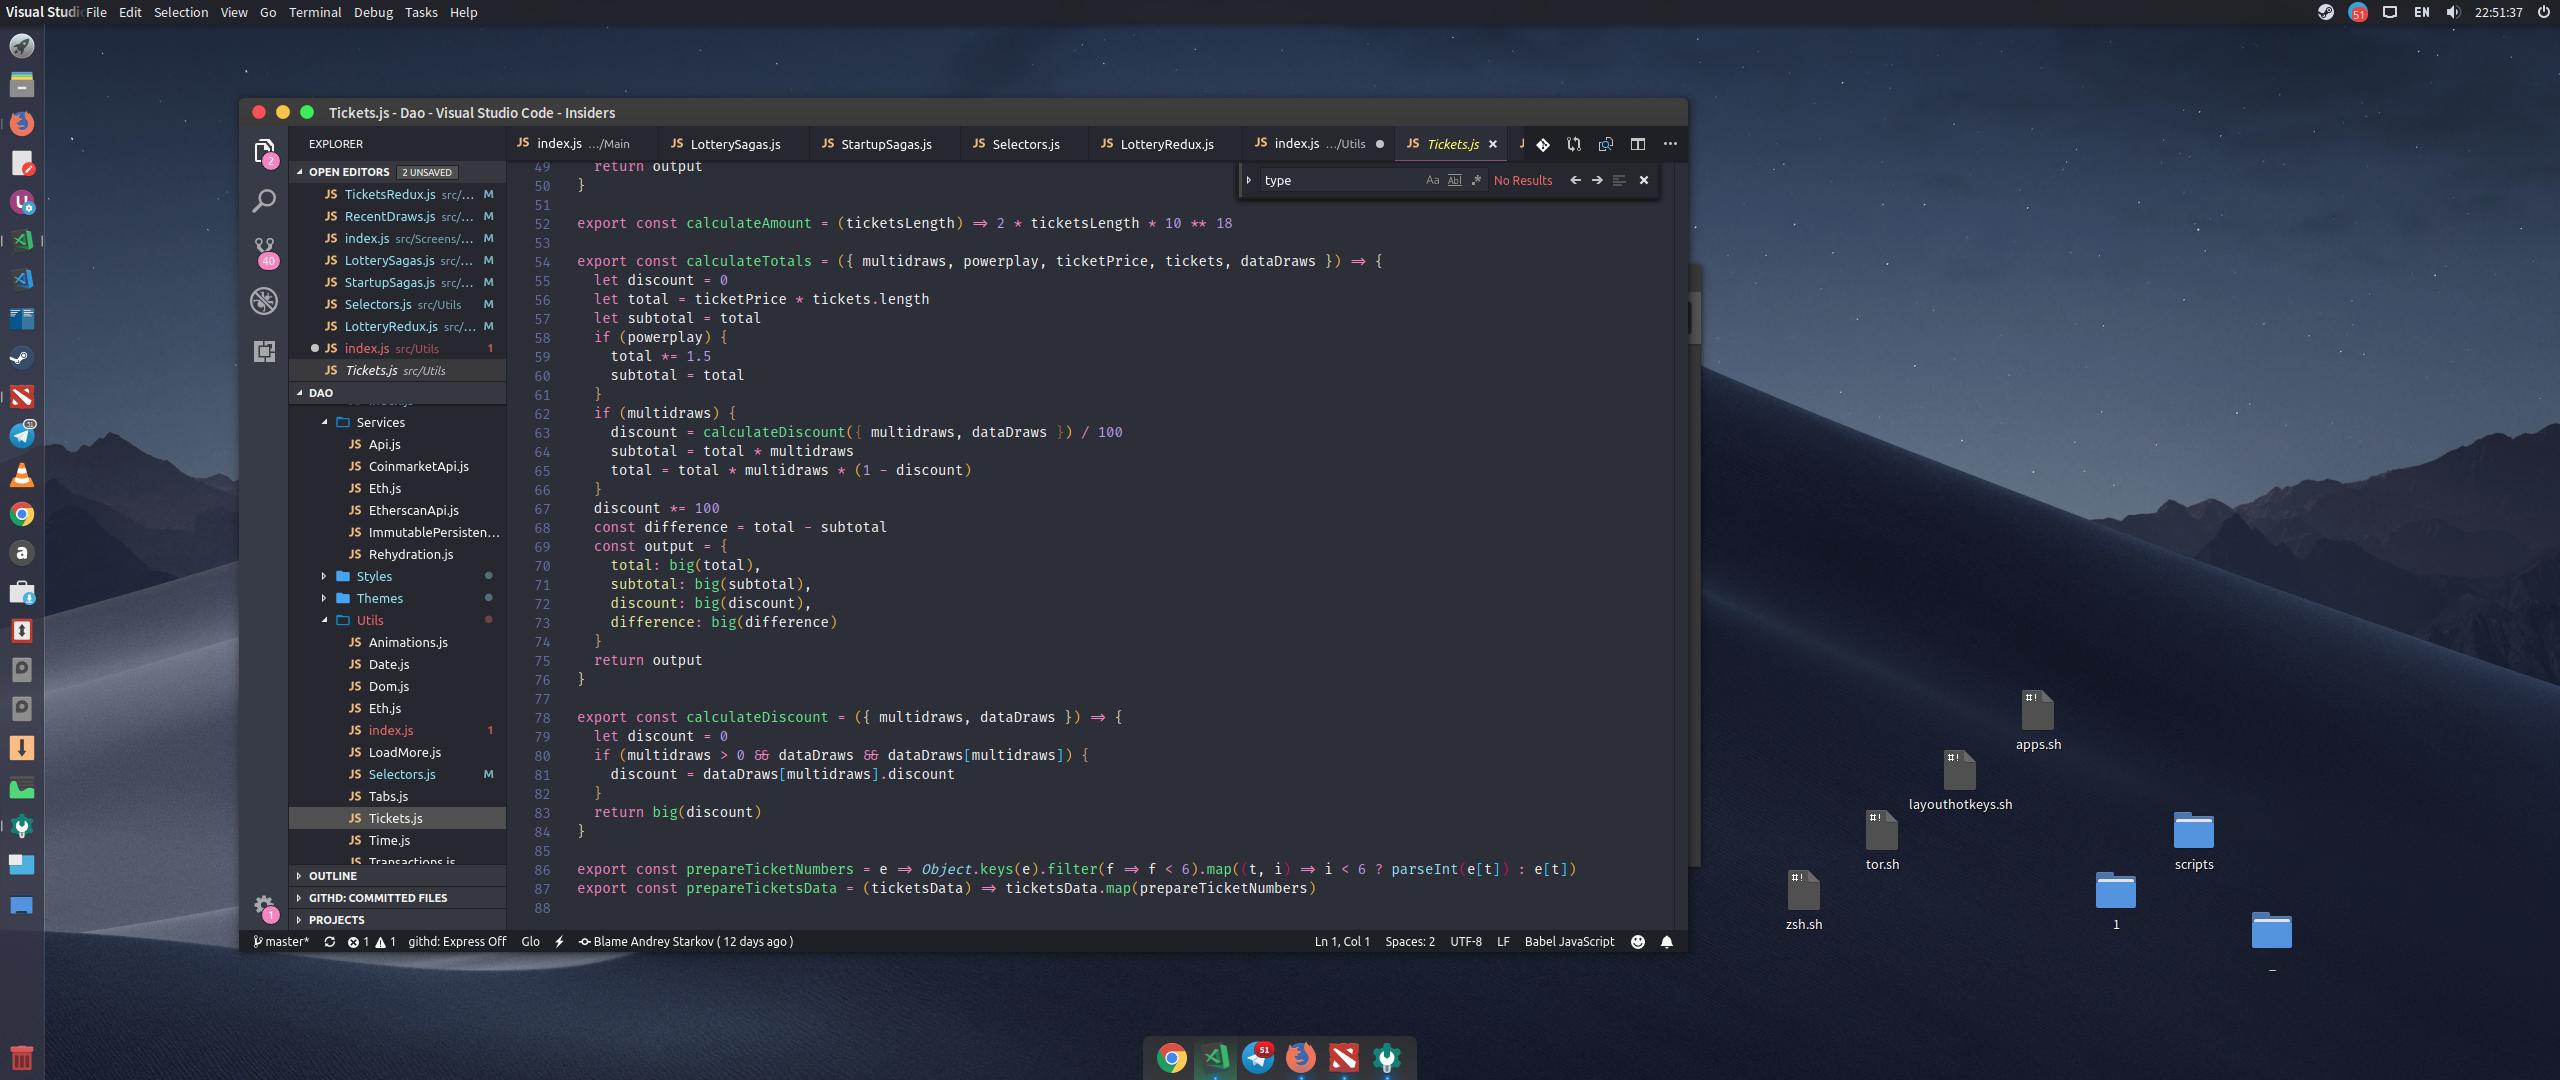 Visual Studi File Edit Selection View Go Terminal Debug Tasks Help
51 EN 22:51:37
Tickets.js - Dao - Visual Studio Code - Insiders
EXPLORER
JS index.js .../Main JS LotterySagas.js JS StartupSagas.js JS Selectors.js JS LotteryRedux.js JS index.js .../Utils JS Tickets.js
OPEN EDITORS 2 UNSAVED
JS TicketsRedux.js src/... M
JS RecentDraws.js src/... M
JS index.js src/Screens/... M
JS LotterySagas.js src/... M
JS StartupSagas.js src/... M
JS Selectors.js src/Utils M
JS LotteryRedux.js src/... M
JS index.js src/Utils 1
JS Tickets.js src/Utils
DAO
Services
JS Api.js
JS CoinmarketApi.js
JS Eth.js
JS EtherscanApi.js
JS ImmutablePersisten...
JS Rehydration.js
Styles
Themes
Utils
JS Animations.js
JS Date.js
JS Dom.js
JS Eth.js
JS index.js 1
JS LoadMore.js
JS Selectors.js M
JS Tabs.js
JS Tickets.js
JS Time.js
JS Transactions.js
OUTLINE
GITHD: COMMITTED FILES
PROJECTS
2
40
1
type Aa Abl .* No Results
49 return output
50 }
51
52 export const calculateAmount = (ticketsLength) => 2 * ticketsLength * 10 ** 18
53
54 export const calculateTotals = ({ multidraws, powerplay, ticketPrice, tickets, dataDraws }) => {
55 let discount = 0
56 let total = ticketPrice * tickets.length
57 let subtotal = total
58 if (powerplay) {
59 total *= 1.5
60 subtotal = total
61 }
62 if (multidraws) {
63 discount = calculateDiscount({ multidraws, dataDraws }) / 100
64 subtotal = total * multidraws
65 total = total * multidraws * (1 - discount)
66 }
67 discount *= 100
68 const difference = total - subtotal
69 const output = {
70 total: big(total),
71 subtotal: big(subtotal),
72 discount: big(discount),
73 difference: big(difference)
74 }
75 return output
76 }
77
78 export const calculateDiscount = ({ multidraws, dataDraws }) => {
79 let discount = 0
80 if (multidraws > 0 && dataDraws && dataDraws[multidraws]) {
81 discount = dataDraws[multidraws].discount
82 }
83 return big(discount)
84 }
85
86 export const prepareTicketNumbers = e => Object.keys(e).filter(f => f < 6).map((t, i) => i < 6 ? parseInt(e[t]) : e[t])
87 export const prepareTicketsData = (ticketsData) => ticketsData.map(prepareTicketNumbers)
88
master* 1 1 githd: Express Off Glo Blame Andrey Starkov ( 12 days ago ) Ln 1, Col 1 Spaces: 2 UTF-8 LF Babel JavaScript
#!
apps.sh
#!
layouthotkeys.sh
#!
tor.sh
scripts
#!
zsh.sh
1
_
51